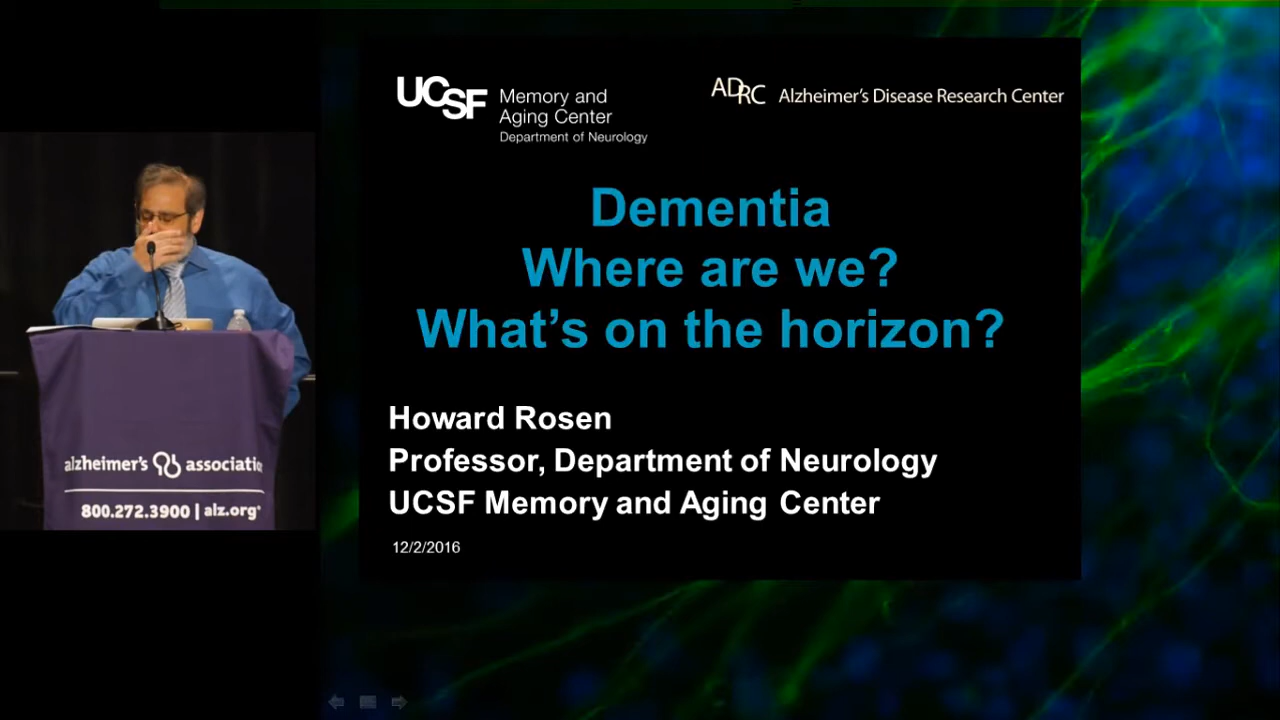 UCSF Memory and
Aging Center
Department of Neurology
ADRC Alzheimer's Disease Research Center
Dementia
Where are we?
What's on the horizon?
Howard Rosen
Professor, Department of Neurology
UCSF Memory and Aging Center
12/2/2016
alzheimer's associatio
800.272.3900 | alz.org®